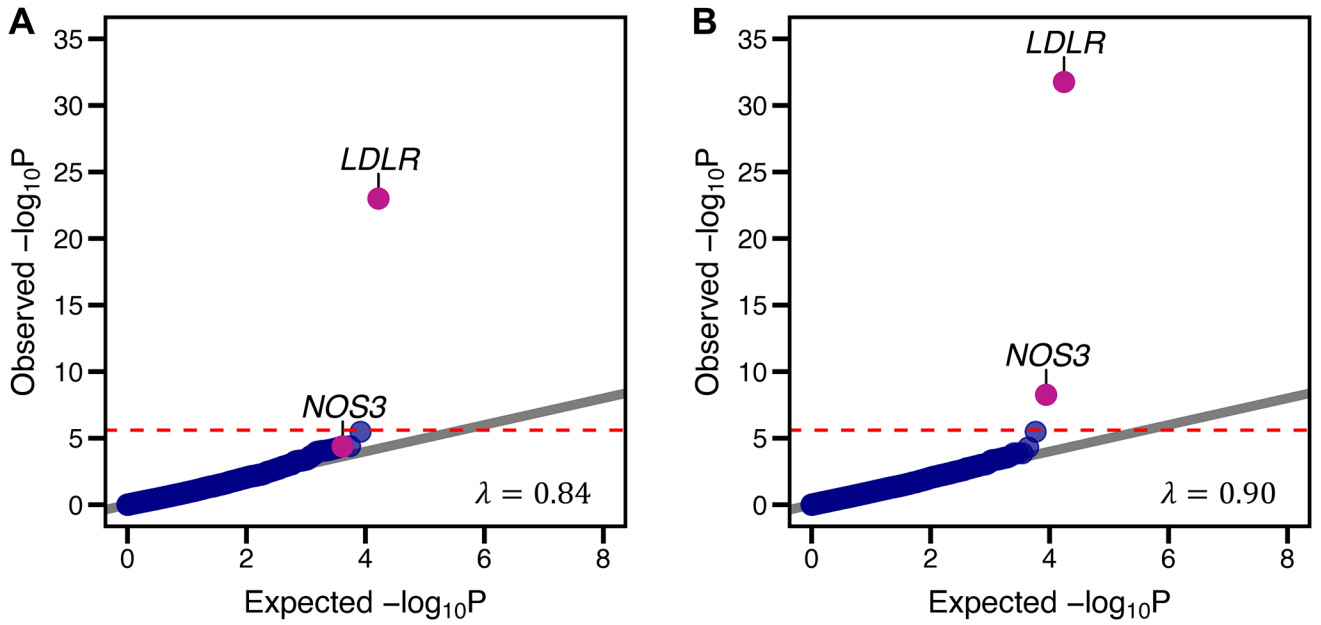 A
Observed −log10P
35
30
25
20
15
10
5
0
LDLR
NOS3
λ = 0.84
0 2 4 6 8
Expected −log10P
B
Observed −log10P
35
30
25
20
15
10
5
0
LDLR
NOS3
λ = 0.90
0 2 4 6 8
Expected −log10P